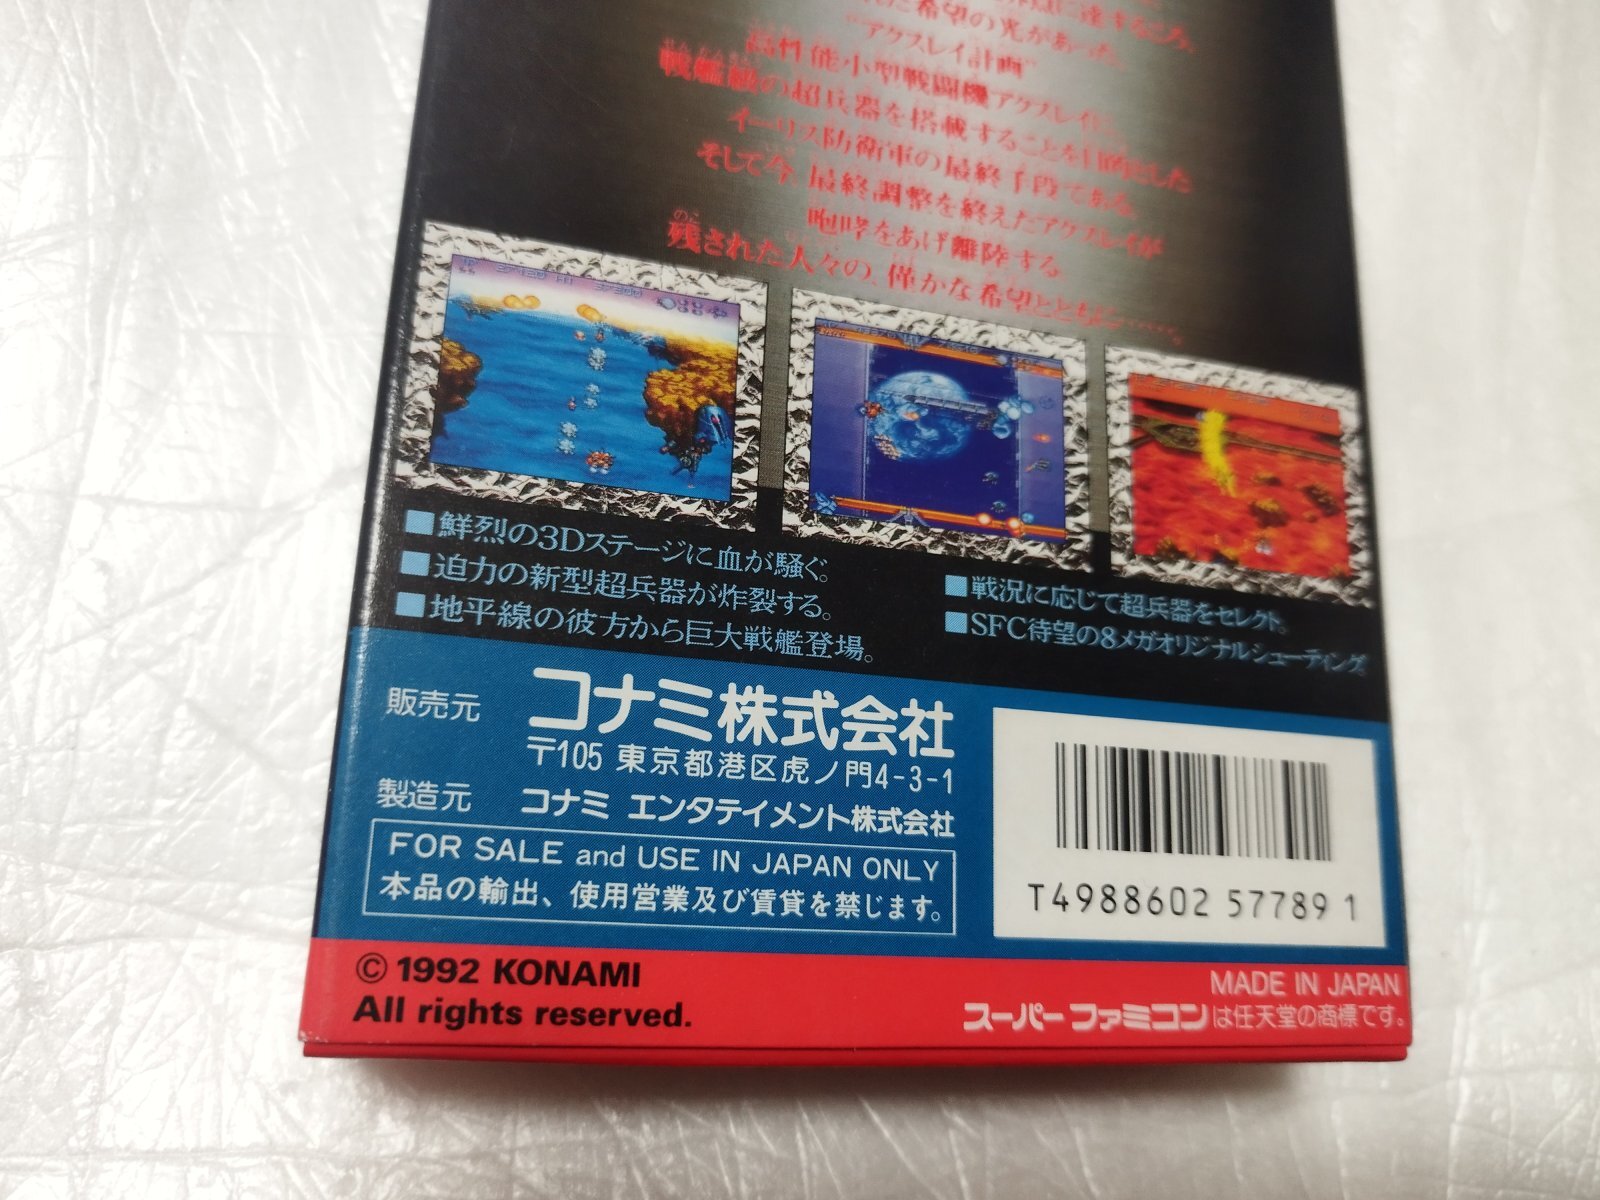 に達するころ、
希望の光があった。
"アクスレイ計画"
高性能小型戦闘機アクスレイに、
戦艦級の超兵器を搭載することを目的とした
イーリス防衛軍の最終手段である。
そして今、最終調整を終えたアクスレイが
咆哮をあげ離陸する。
残された人々の、僅かな希望とともに……。
■鮮烈の3Dステージに血が騒ぐ。
■迫力の新型超兵器が炸裂する。
■地平線の彼方から巨大戦艦登場。
■戦況に応じて超兵器をセレクト。
■SFC待望の8メガオリジナルシューティング
販売元 コナミ株式会社
〒105 東京都港区虎ノ門4-3-1
製造元 コナミ エンタテイメント株式会社
FOR SALE and USE IN JAPAN ONLY
本品の輸出、使用営業及び賃貸を禁じます。
T4988602 57789 1
© 1992 KONAMI
All rights reserved.
MADE IN JAPAN
スーパーファミコンは任天堂の商標です。